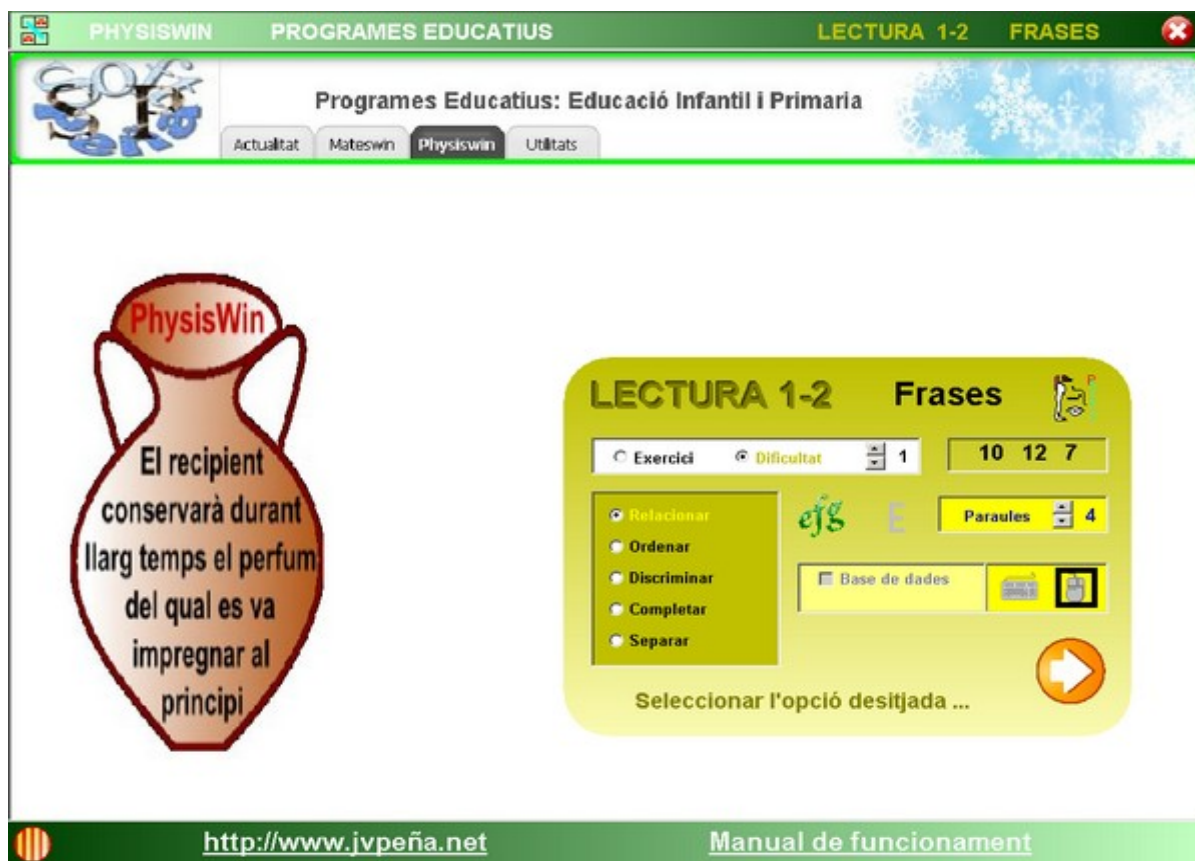 PHYSISWIN PROGRAMES EDUCATIUS LECTURA 1-2 FRASES
Programes Educatius: Educació Infantil i Primaria
Actualitat Mateswin Physiswin Utilitats
PhysisWin
El recipient
conservarà durant
llarg temps el perfum
del qual es va
impregnar al
principi
LECTURA 1-2 Frases
Exercici Dificultat 1 10 12 7
Relacionar
Ordenar
Discriminar
Completar
Separar
efg E Paraules 4
Base de dades
Seleccionar l'opció desitjada ...
http://www.jvpeña.net Manual de funcionament